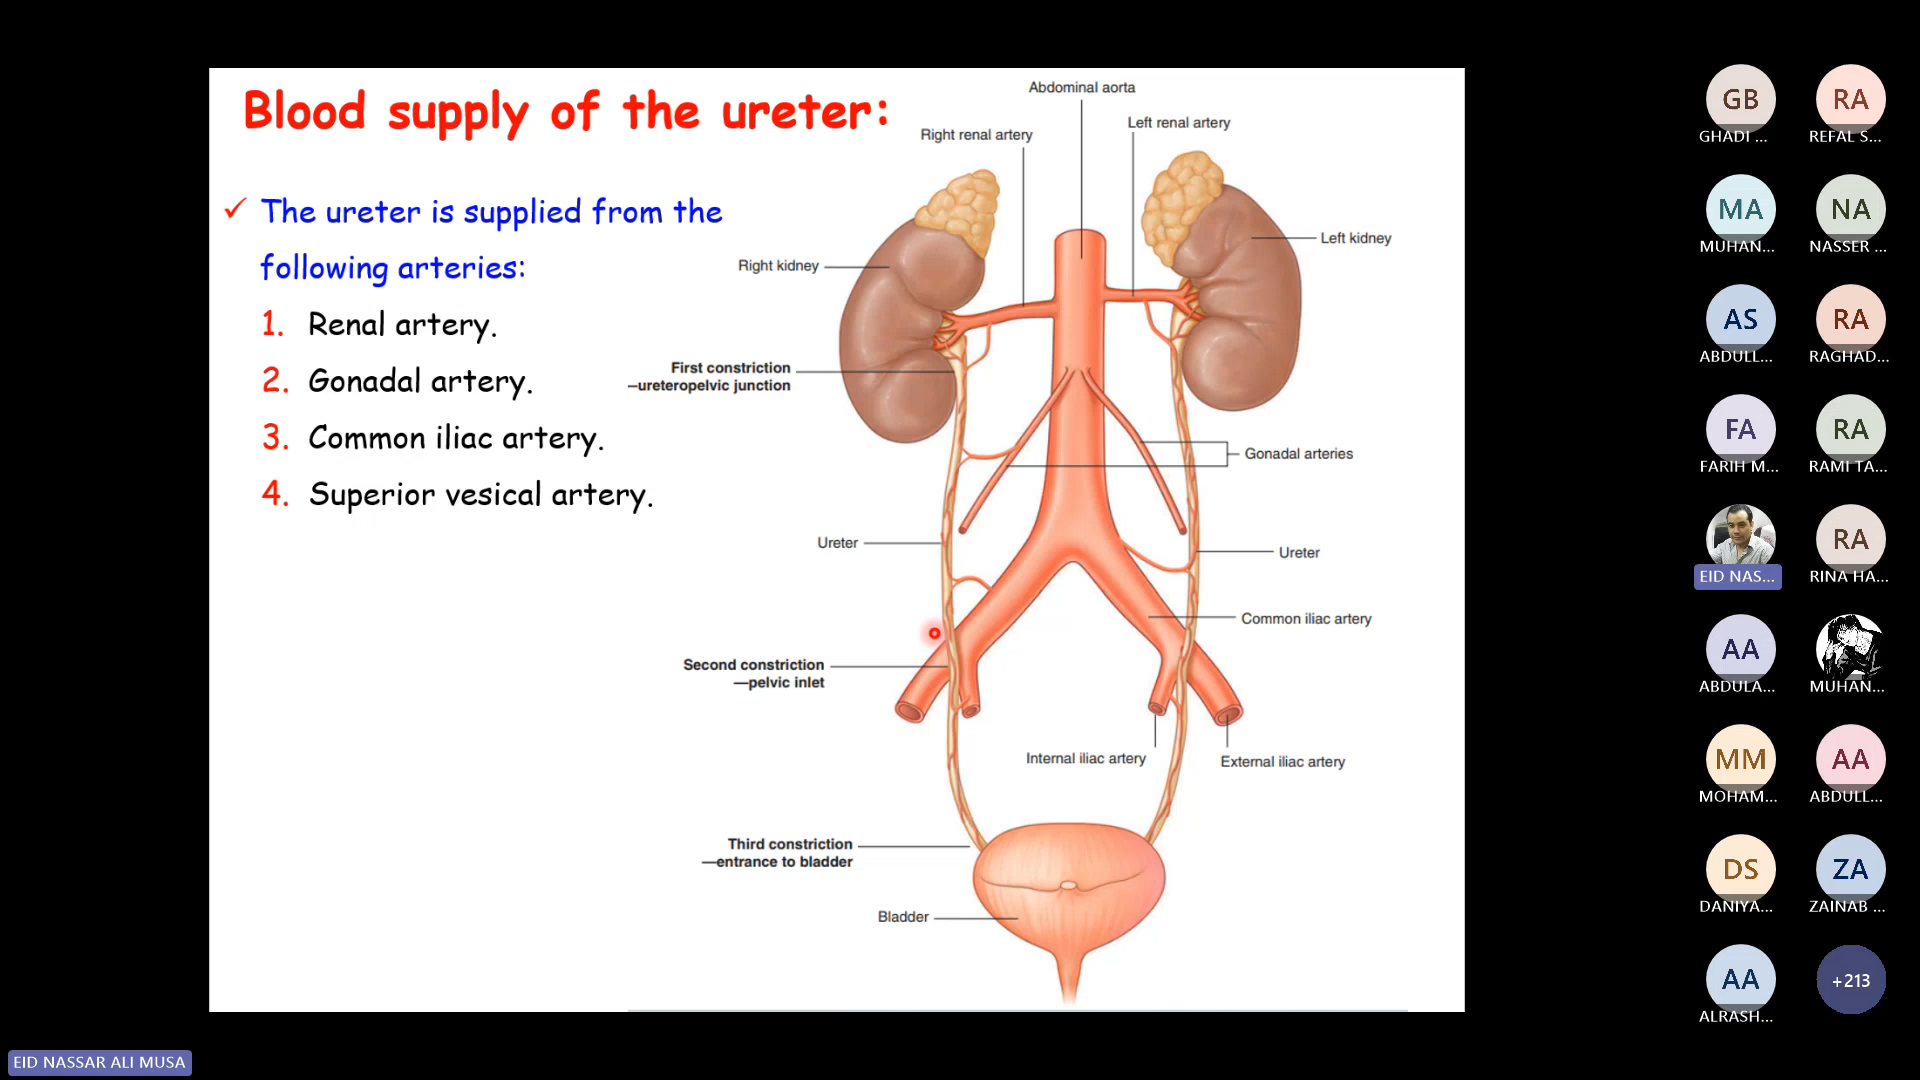 Blood supply of the ureter:
✓ The ureter is supplied from the
following arteries:
1. Renal artery.
2. Gonadal artery.
3. Common iliac artery.
4. Superior vesical artery.
Abdominal aorta
Right renal artery
Left renal artery
Right kidney
Left kidney
First constriction
—ureteropelvic junction
Gonadal arteries
Ureter
Ureter
Common iliac artery
Second constriction
—pelvic inlet
Internal iliac artery
External iliac artery
Third constriction
—entrance to bladder
Bladder
GB
GHADI ...
RA
REFAL S...
MA
MUHAN...
NA
NASSER ...
AS
ABDULL...
RA
RAGHAD...
FA
FARIH M...
RA
RAMI TA...
EID NAS...
RA
RINA HA...
AA
ABDULA...
MUHAN...
MM
MOHAM...
AA
ABDULL...
DS
DANIYA...
ZA
ZAINAB ...
AA
ALRASH...
+213
EID NASSAR ALI MUSA